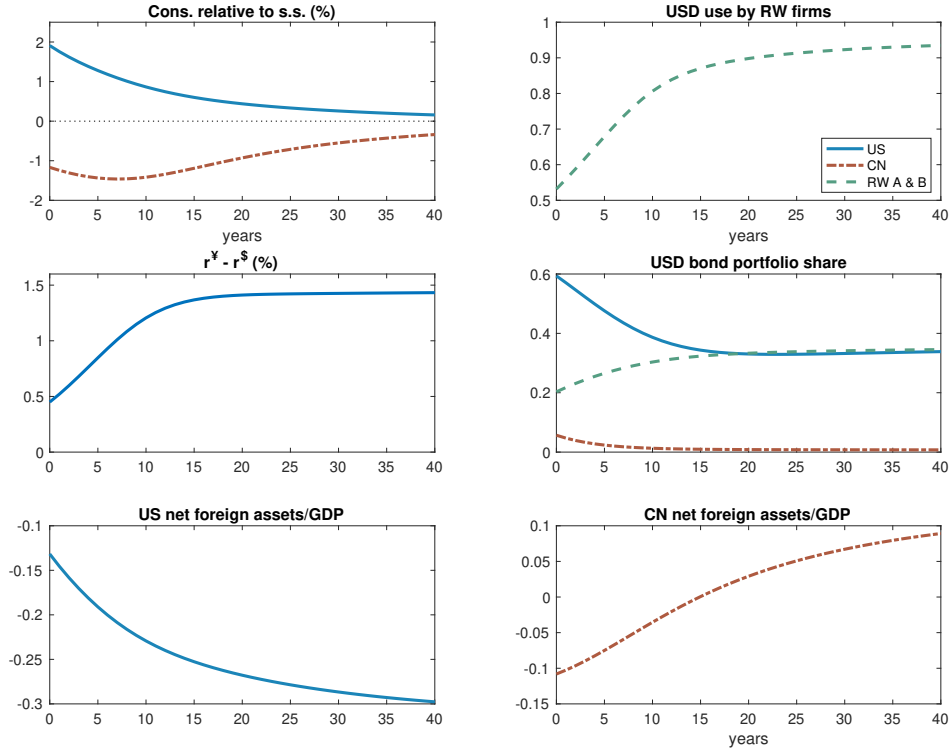 Cons. relative to s.s. (%)
2
1
0
-1
-2
0 5 10 15 20 25 30 35 40
years
USD use by RW firms
1
0.9
0.8
0.7
0.6
0.5
US
CN
RW A & B
0 5 10 15 20 25 30 35 40
r¥ - r$ (%)
1.5
1
0.5
0
0 5 10 15 20 25 30 35 40
USD bond portfolio share
0.6
0.4
0.2
0
0 5 10 15 20 25 30 35 40
US net foreign assets/GDP
-0.1
-0.15
-0.2
-0.25
-0.3
0 5 10 15 20 25 30 35 40
CN net foreign assets/GDP
0.1
0.05
0
-0.05
-0.1
-0.15
0 5 10 15 20 25 30 35 40
years